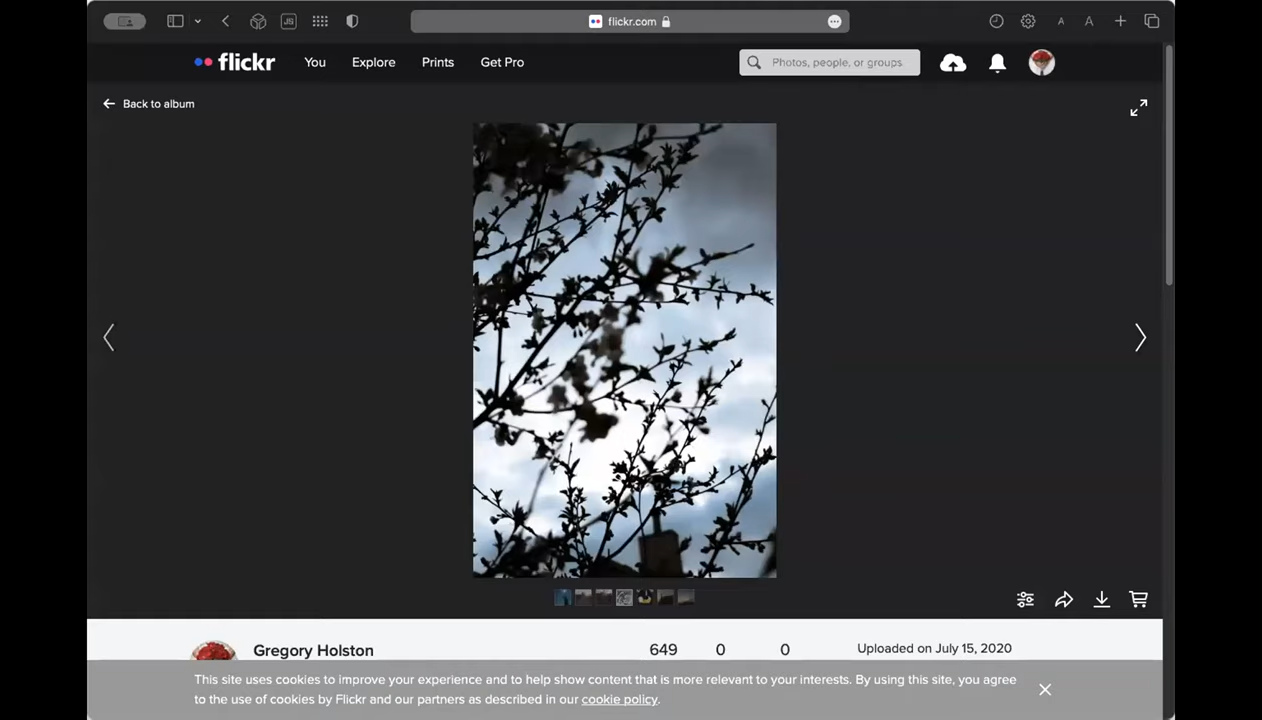 JS
flickr.com
A
A
flickr
You
Explore
Prints
Get Pro
Photos, people, or groups
Back to album
Gregory Holston
649
0
0
Uploaded on July 15, 2020
This site uses cookies to improve your experience and to help show content that is more relevant to your interests. By using this site, you agree
to the use of cookies by Flickr and our partners as described in our cookie policy.